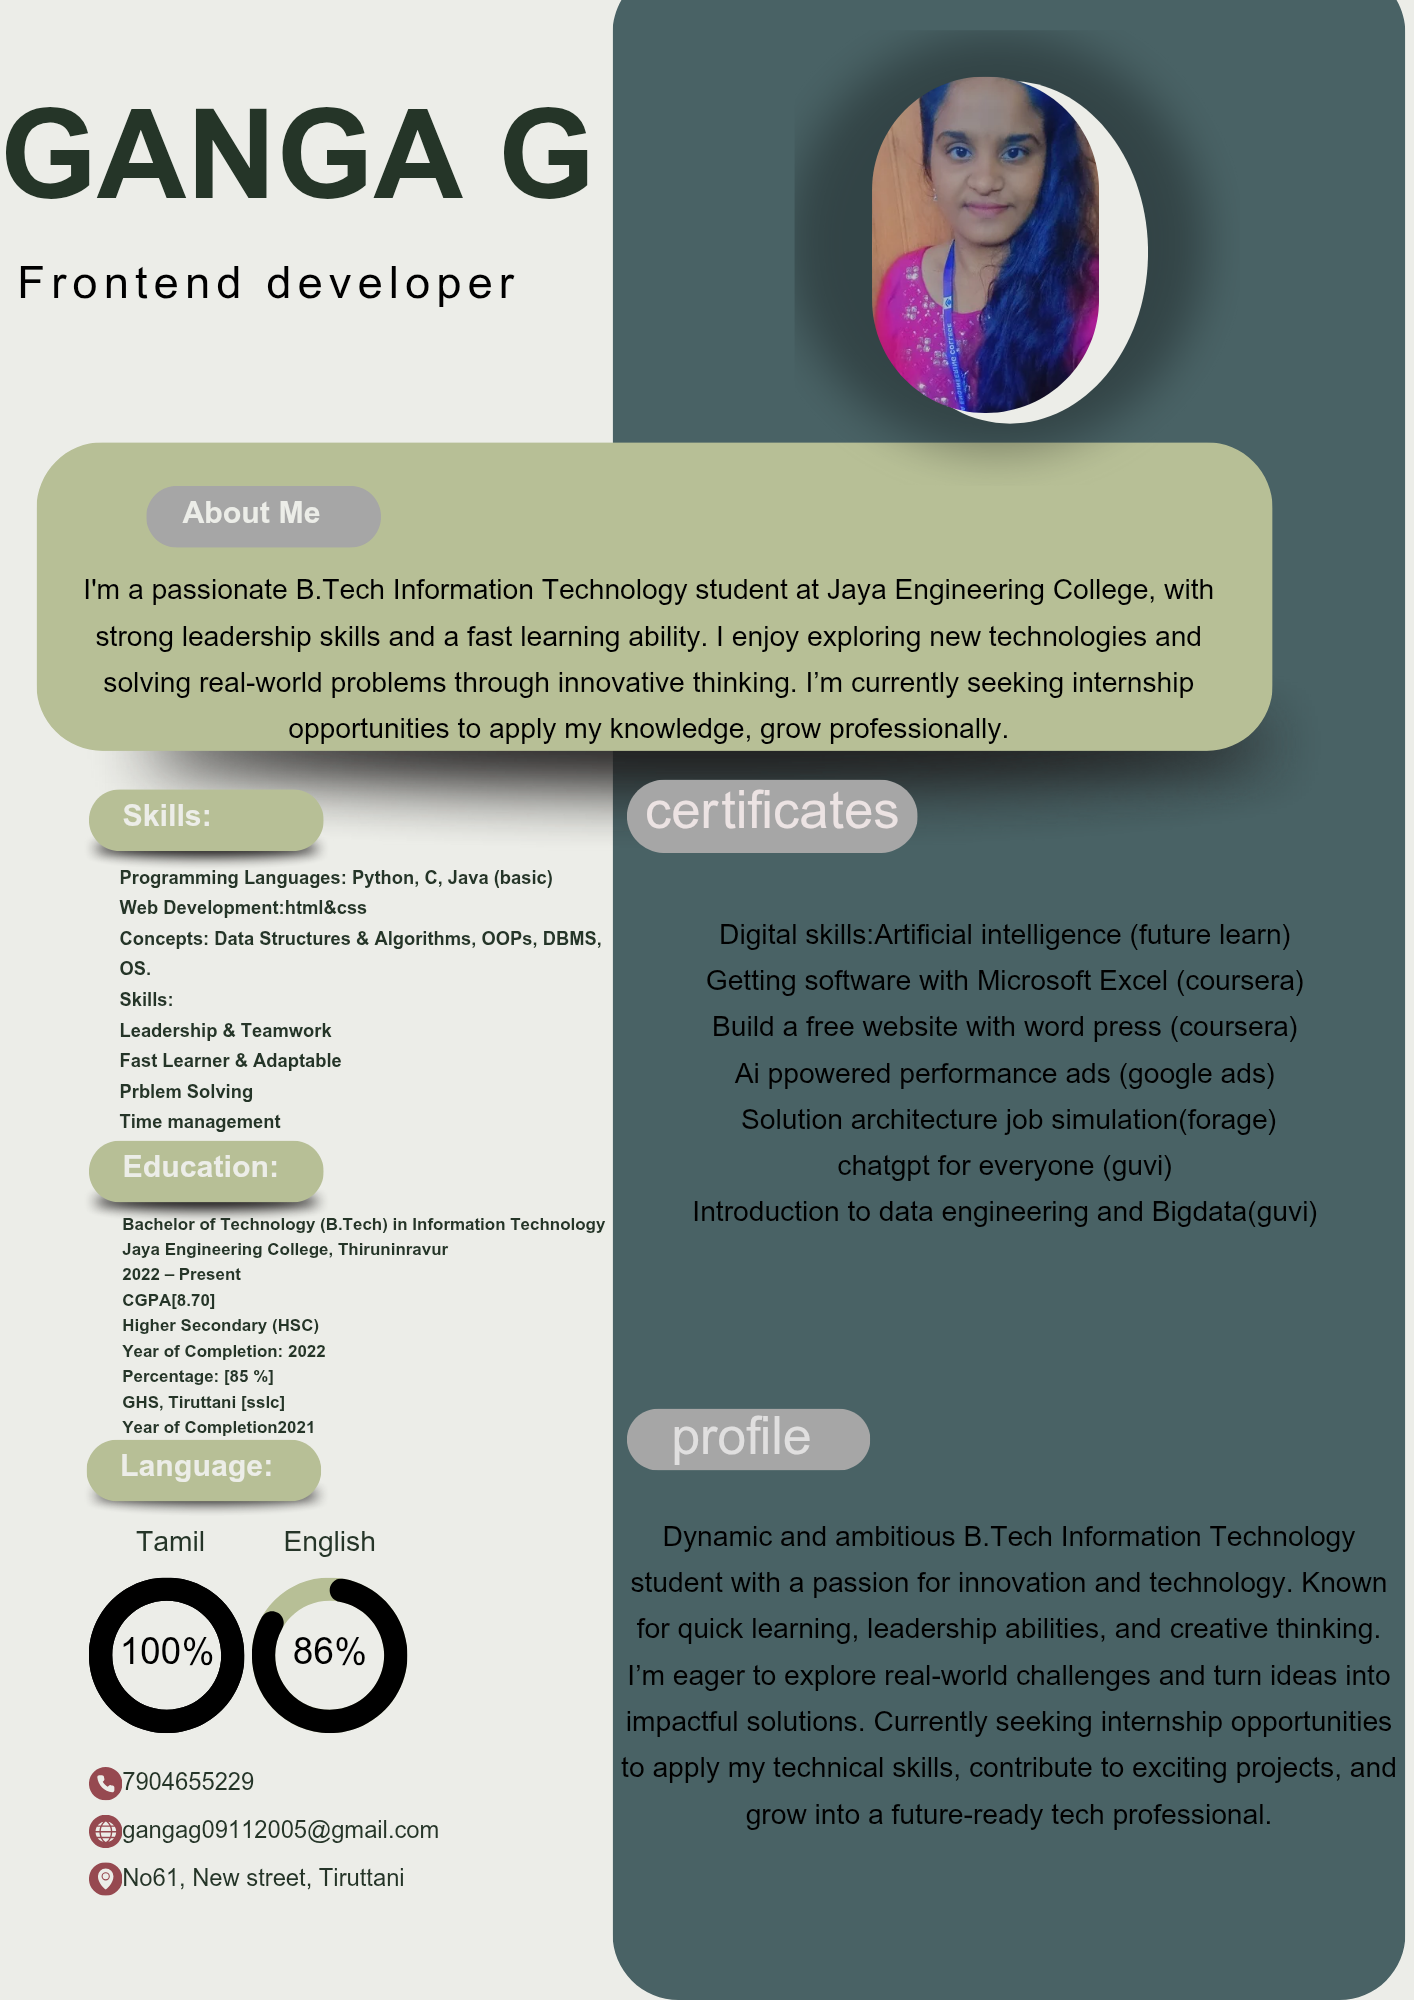 GANGA G
Frontend developer
About Me
I'm a passionate B.Tech Information Technology student at Jaya Engineering College, with
strong leadership skills and a fast learning ability. I enjoy exploring new technologies and
solving real-world problems through innovative thinking. I’m currently seeking internship
opportunities to apply my knowledge, grow professionally.
Skills:
Programming Languages: Python, C, Java (basic)
Web Development:html&css
Concepts: Data Structures & Algorithms, OOPs, DBMS,
OS.
Skills:
Leadership & Teamwork
Fast Learner & Adaptable
Prblem Solving
Time management
Education:
Bachelor of Technology (B.Tech) in Information Technology
Jaya Engineering College, Thiruninravur
2022 – Present
CGPA[8.70]
Higher Secondary (HSC)
Year of Completion: 2022
Percentage: [85 %]
GHS, Tiruttani [sslc]
Year of Completion2021
Language:
Tamil English
100% 86%
7904655229
gangag09112005@gmail.com
No61, New street, Tiruttani
certificates
Digital skills:Artificial intelligence (future learn)
Getting software with Microsoft Excel (coursera)
Build a free website with word press (coursera)
Ai ppowered performance ads (google ads)
Solution architecture job simulation(forage)
chatgpt for everyone (guvi)
Introduction to data engineering and Bigdata(guvi)
profile
Dynamic and ambitious B.Tech Information Technology
student with a passion for innovation and technology. Known
for quick learning, leadership abilities, and creative thinking.
I’m eager to explore real-world challenges and turn ideas into
impactful solutions. Currently seeking internship opportunities
to apply my technical skills, contribute to exciting projects, and
grow into a future-ready tech professional.